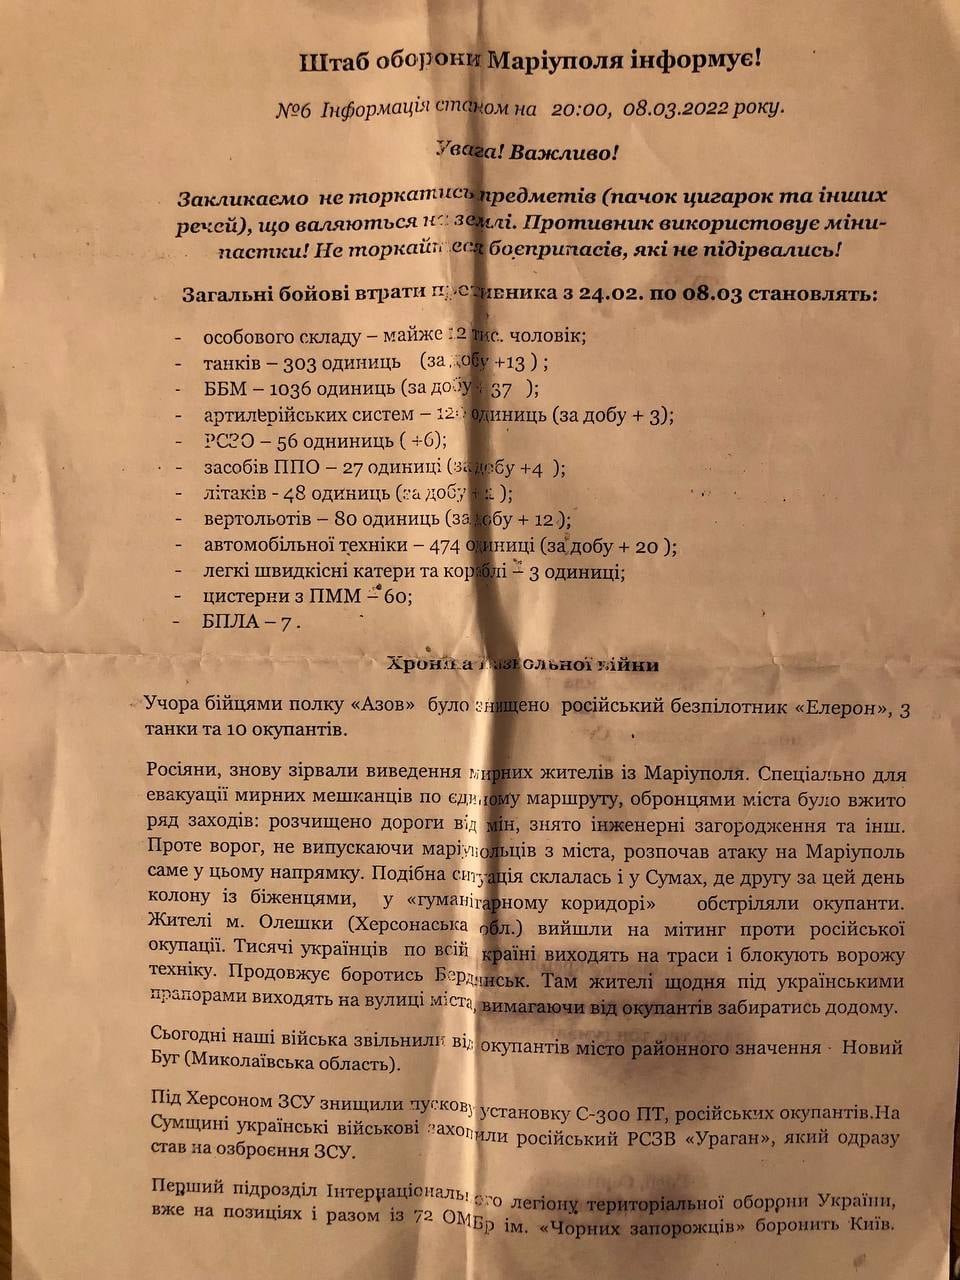 Штаб оборони Маріуполя інформує!
№6 Інформація станом на 20:00, 08.03.2022 року.
Увага! Важливо!
Закликаємо не торкатись предметів (пачок цигарок та інших
речей), що валяються на землі. Противник використовує міни-
пастки! Не торкайтеся боєприпасів, які не підірвались!
Загальні бойові втрати противника з 24.02. по 08.03 становлять:
- особового складу – майже 12 тис. чоловік;
- танків – 303 одиниць (за добу +13 ) ;
- ББМ – 1036 одиниць (за добу + 37 );
- артилерійських систем – одиниць (за добу + 3);
- РСЗО – 56 однини́ць ( +6);
- засобів ППО – 27 одиниці (за добу +4 );
- літаків - 48 одиниць (за добу + );
- вертольотів – 80 одиниць (за добу + 12 );
- автомобільної техніки – 474 одиниці (за добу + 20 );
- легкі швидкісні катери та кораблі – 3 одиниці;
- цистерни з ПММ – 60;
- БПЛА – 7 .
Хроніка визвольної війни
Учора бійцями полку «Азов» було знищено російський безпілотник «Елерон», 3
танки та 10 окупантів.
Росіяни, знову зірвали виведення мирних жителів із Маріуполя. Спеціально для
евакуації мирних мешканців по єдиному маршруту, обронцями міста було вжито
ряд заходів: розчищено дороги від мін, знято інженерні загородження та інш.
Проте ворог, не випускаючи маріупольців з міста, розпочав атаку на Маріуполь
саме у цьому напрямку. Подібна ситуація склалась і у Сумах, де другу за цей день
колону із біженцями, у «гуманітарному коридорі» обстріляли окупанти.
Жителі м. Олешки (Херсонаська обл.) вийшли на мітинг проти російської
окупації. Тисячі українців по всій країні виходять на траси і блокують ворожу
техніку. Продовжує боротись Бердянськ. Там жителі щодня під українськими
прапорами виходять на вулиці міста, вимагаючи від окупантів забиратись додому.
Сьогодні наші війська звільнили від окупантів місто районного значення - Новий
Буг (Миколаївська область).
Під Херсоном ЗСУ знищили пускову установку С-300 ПТ, російських окупантів.На
Сумщині українські військові захопили російський РСЗВ «Ураган», який одразу
став на озброєння ЗСУ.
Перший підрозділ Інтернаціонального легіону територіальної оборони України,
вже на позиціях і разом із 72 ОМБр ім. «Чорних запорожців» боронить Київ.